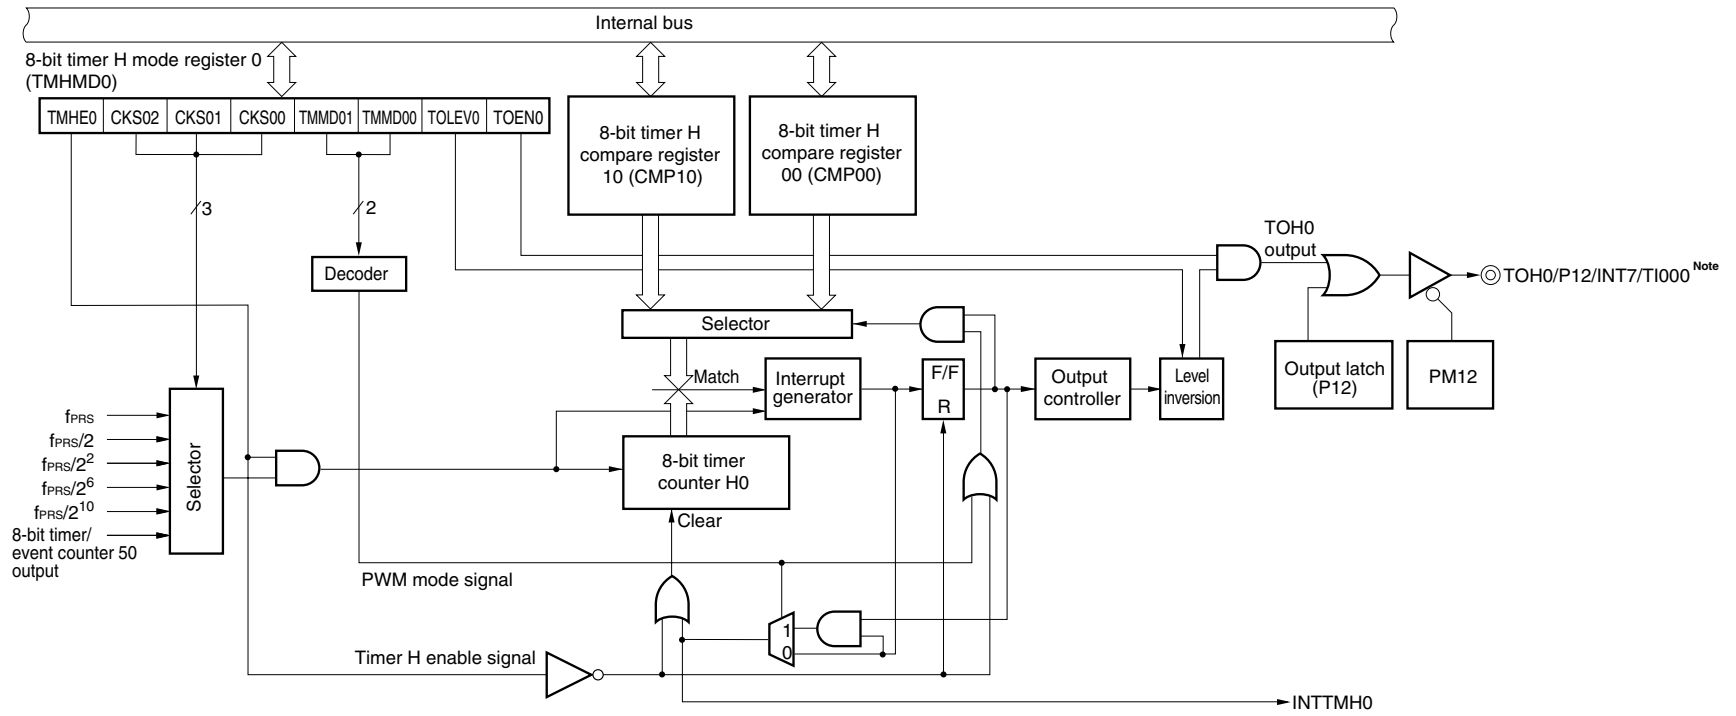 Internal bus
8-bit timer H mode register 0
(TMHMD0)
TMHE0 CKS02 CKS01 CKS00 TMMD01 TMMD00 TOLEV0 TOEN0
8-bit timer H
compare register
10 (CMP10)
8-bit timer H
compare register
00 (CMP00)
3
2
Decoder
TOH0
output
TOH0/P12/INT7/TI000 Note
Selector
Match
Interrupt
generator
F/F
R
Output
controller
Level
inversion
Output latch
(P12)
PM12
fPRS
fPRS/2
fPRS/2²
fPRS/2⁶
fPRS/2¹⁰
8-bit timer/
event counter 50
output
Selector
8-bit timer
counter H0
Clear
PWM mode signal
1
0
Timer H enable signal
INTTMH0